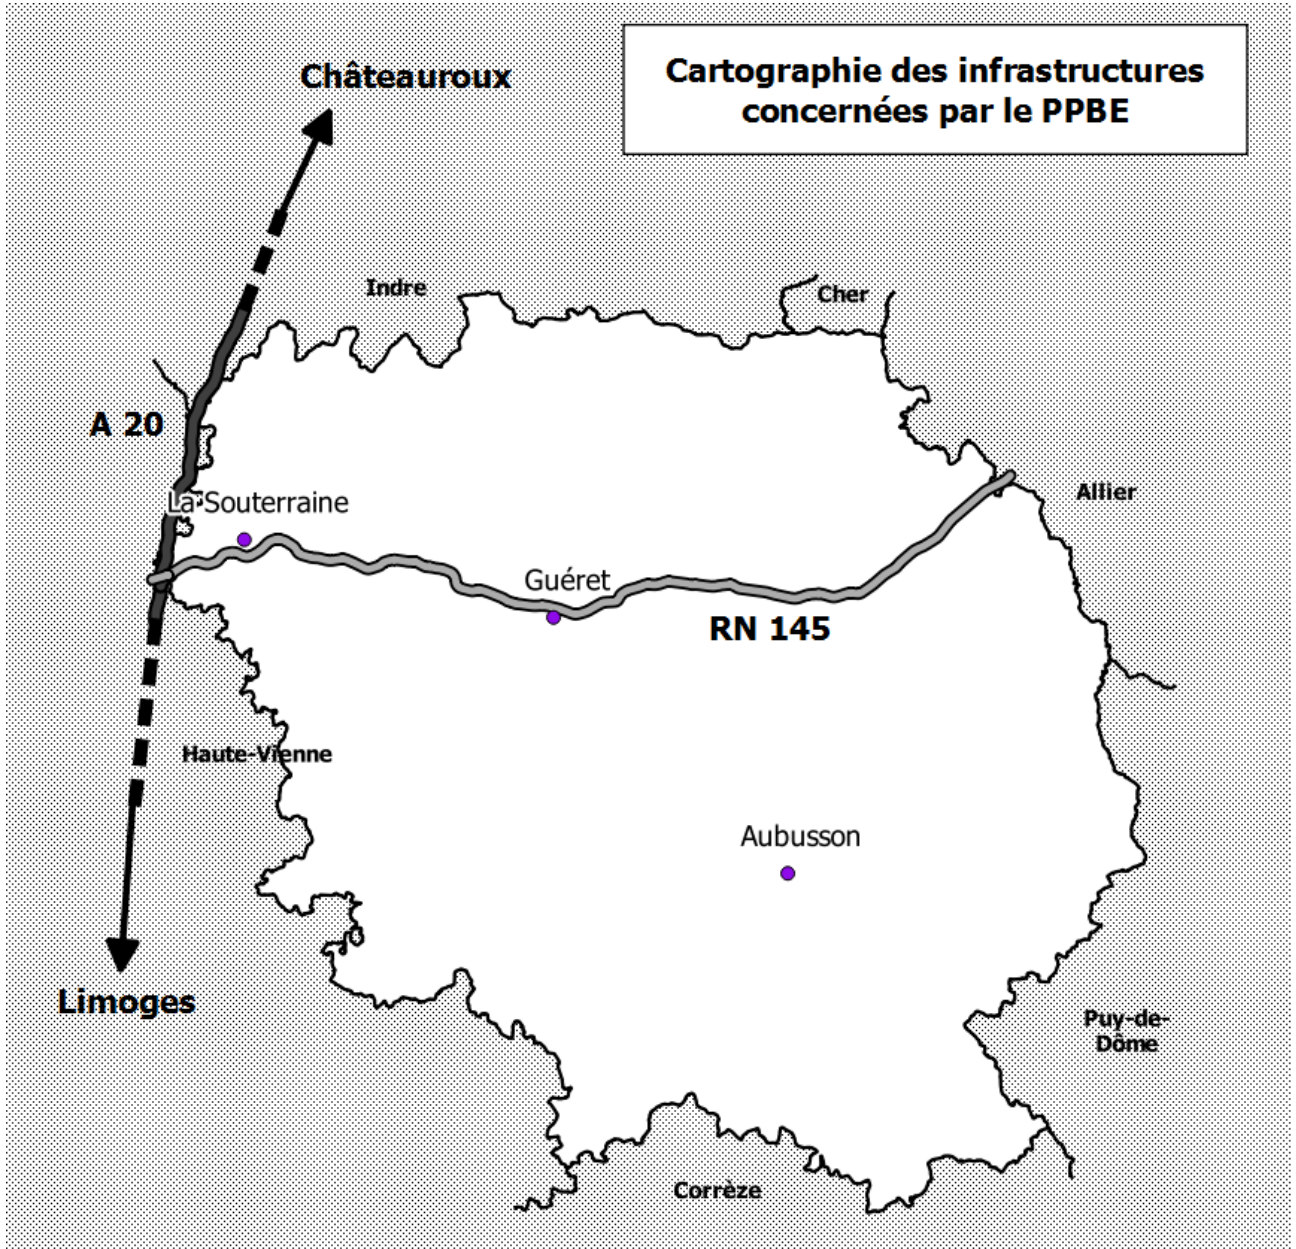 Châteauroux
Cartographie des infrastructures
concernées par le PPBE
Indre
Cher
A 20
La Souterraine
Allier
Guéret
RN 145
Haute-Vienne
Aubusson
Limoges
Puy-de-
Dôme
Corrèze